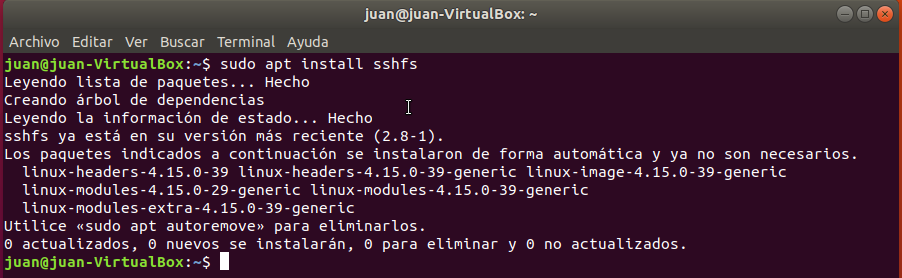 juan@juan-VirtualBox: ~
Archivo Editar Ver Buscar Terminal Ayuda
juan@juan-VirtualBox:~$ sudo apt install sshfs
Leyendo lista de paquetes... Hecho
Creando árbol de dependencias
Leyendo la información de estado... Hecho
sshfs ya está en su versión más reciente (2.8-1).
Los paquetes indicados a continuación se instalaron de forma automática y ya no son necesarios.
  linux-headers-4.15.0-39 linux-headers-4.15.0-39-generic linux-image-4.15.0-39-generic
  linux-modules-4.15.0-29-generic linux-modules-4.15.0-39-generic
  linux-modules-extra-4.15.0-39-generic
Utilice «sudo apt autoremove» para eliminarlos.
0 actualizados, 0 nuevos se instalarán, 0 para eliminar y 0 no actualizados.
juan@juan-VirtualBox:~$